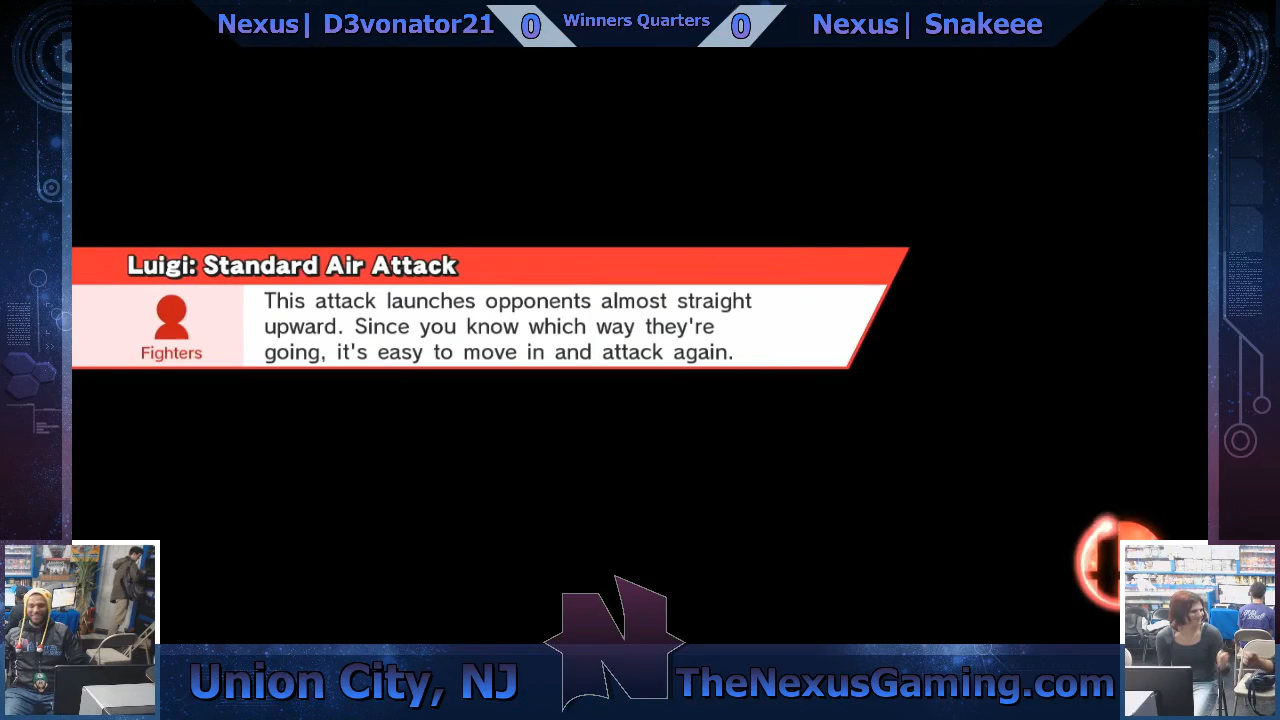 Nexus| D3vonator21 0 Winners Quarters 0 Nexus| Snakeee
Luigi: Standard Air Attack
This attack launches opponents almost straight
upward. Since you know which way they're
going, it's easy to move in and attack again.
Fighters
N
Union City, NJ
TheNexusGaming.com